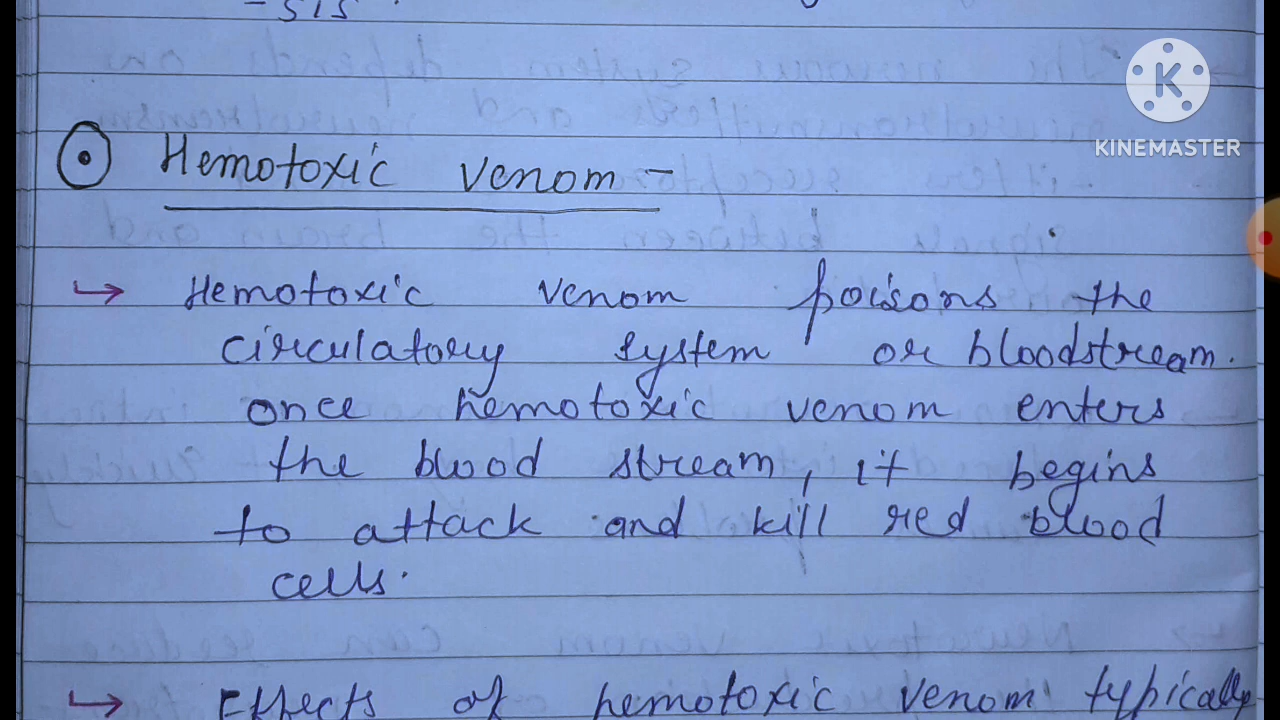 -sis.
Hemotoxic venom -
↳ Hemotoxic venom poisons the
circulatory system or bloodstream.
once hemotoxic venom enters
the blood stream, it begins
to attack and kill red blood
cells.
↳ Effects of hemotoxic venom typically
K
KINEMASTER